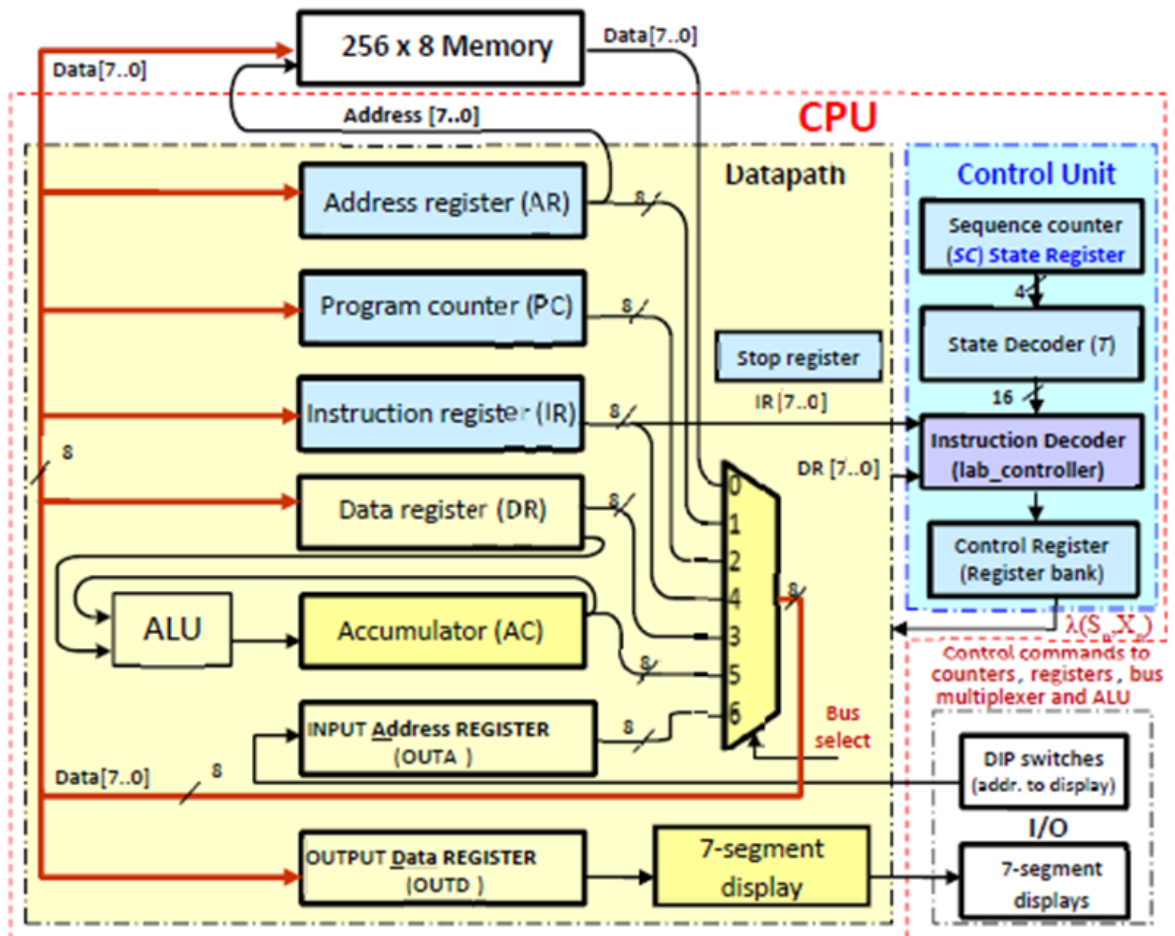 256 x 8 Memory
Data[7..0]
Data[7..0]
CPU
Address [7..0]
Datapath
Control Unit
Address register (AR)
8
Sequence counter
(SC) State Register
4
Program counter (PC)
8
Stop register
State Decoder (T)
16
IR[7..0]
Instruction register (IR)
8
Instruction Decoder
(lab_controller)
8
DR [7..0]
Data register (DR)
8
0
1
2
4
3
5
6
8
Control Register
(Register bank)
ALU
Accumulator (AC)
8
λ(Sn,Xn)
Control commands to
counters, registers, bus
multiplexer and ALU
INPUT Address REGISTER
(OUTA )
8
Bus
select
DIP switches
(addr. to display)
Data[7..0]
8
I/O
OUTPUT Data REGISTER
(OUTD )
7-segment
display
7-segment
displays